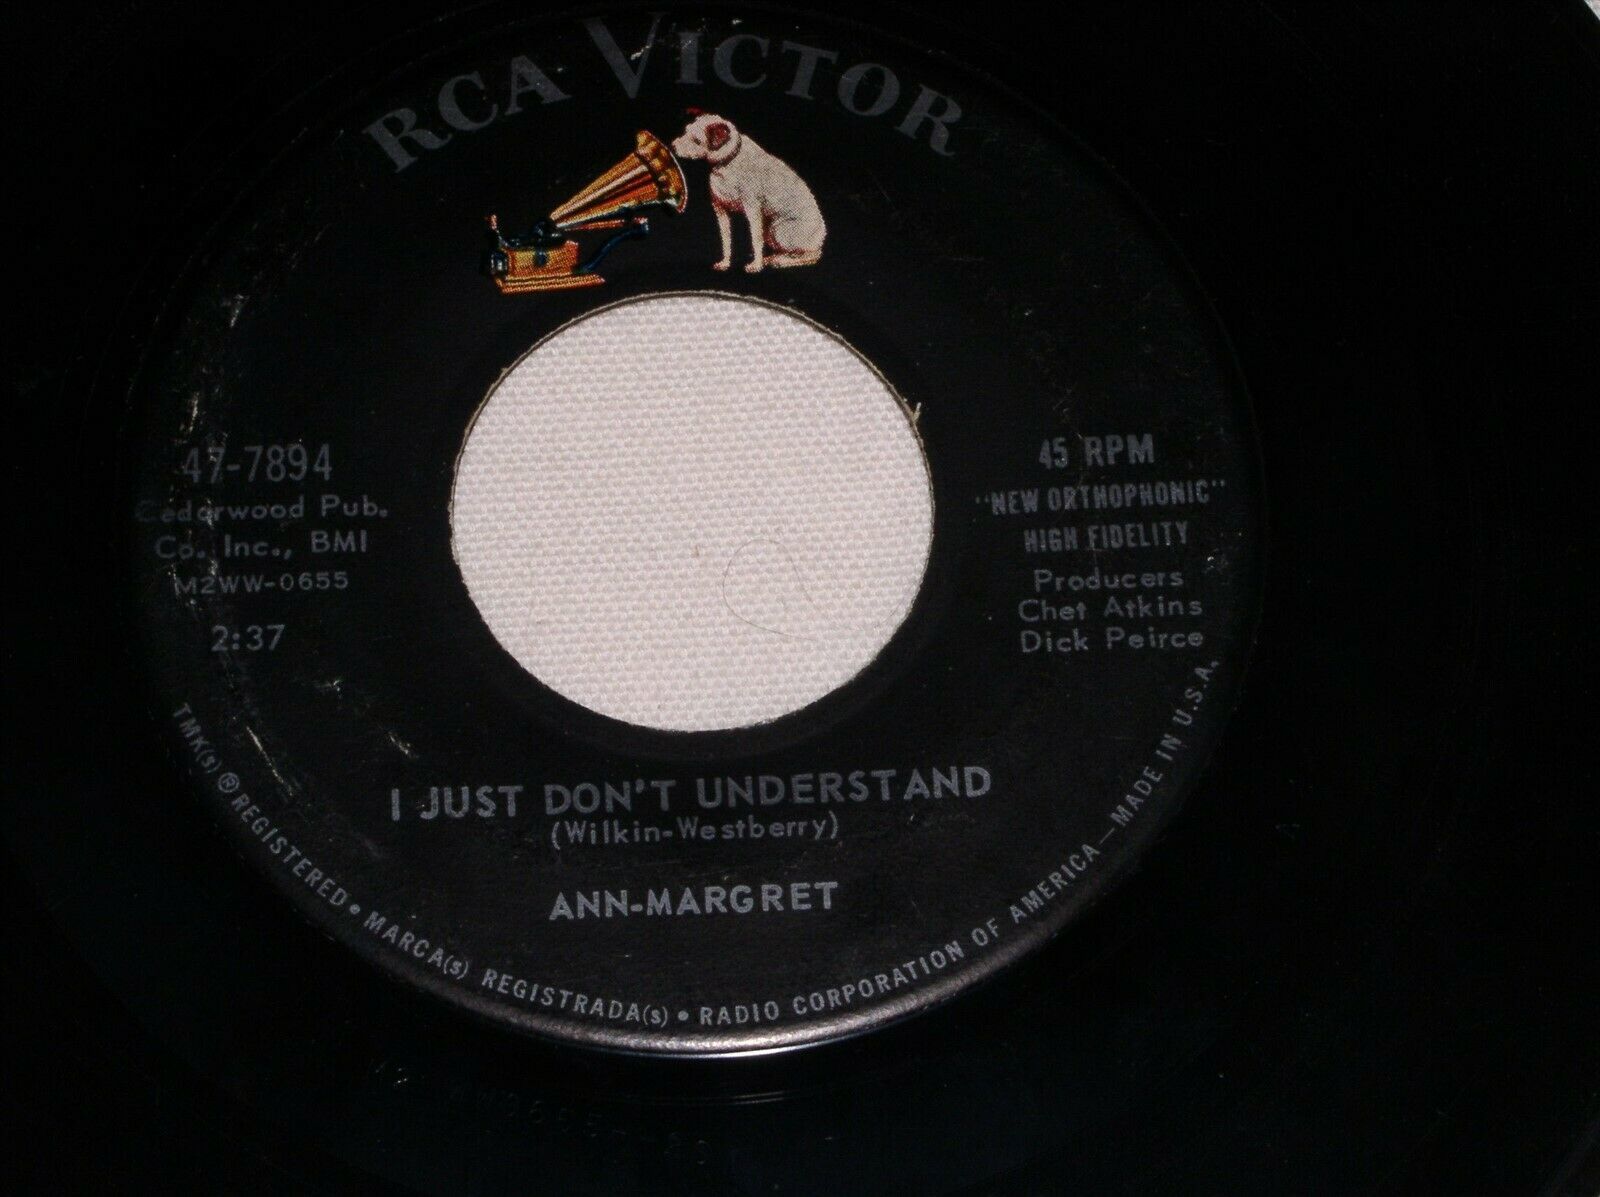 RCA VICTOR
47-7894
Cedarwood Pub.
Co., Inc., BMI
M2WW-0655
2:37
45 RPM
"NEW ORTHOPHONIC"
HIGH FIDELITY
Producers
Chet Atkins
Dick Peirce
I JUST DON'T UNDERSTAND
(Wilkin-Westberry)
ANN-MARGRET
TMK(s) ® REGISTERED • MARCA(s) REGISTRADA(s) • RADIO CORPORATION OF AMERICA—MADE IN U.S.A.